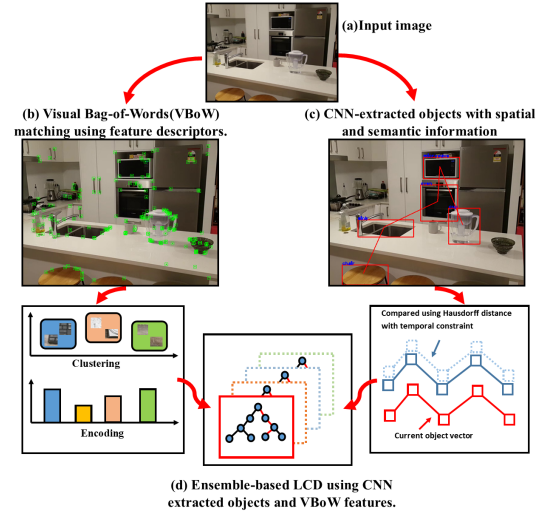 (a)Input image
(b) Visual Bag-of-Words(VBoW)
matching using feature descriptors.
(c) CNN-extracted objects with spatial
and semantic information
Clustering
Encoding
Compared using Hausdorff distance
with temporal constraint
Current object vector
(d) Ensemble-based LCD using CNN
extracted objects and VBoW features.